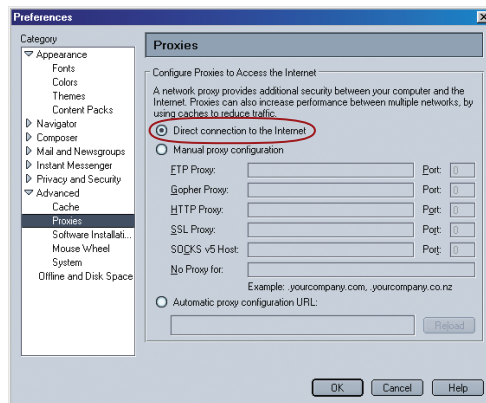 Preferences
Category
Appearance
Fonts
Colors
Themes
Content Packs
Navigator
Composer
Mail and Newsgroups
Instant Messenger
Privacy and Security
Advanced
Cache
Proxies
Software Installati...
Mouse Wheel
System
Offline and Disk Space
Proxies
Configure Proxies to Access the Internet
A network proxy provides additional security between your computer and the
Internet. Proxies can also increase performance between multiple networks, by
using caches to reduce traffic.
Direct connection to the Internet
Manual proxy configuration
FTP Proxy: Port: 0
Gopher Proxy: Port: 0
HTTP Proxy: Port: 0
SSL Proxy: Port: 0
SOCKS v5 Host: Port: 0
No Proxy for:
Example: .yourcompany.com, .yourcompany.co.nz
Automatic proxy configuration URL:
Reload
OK Cancel Help